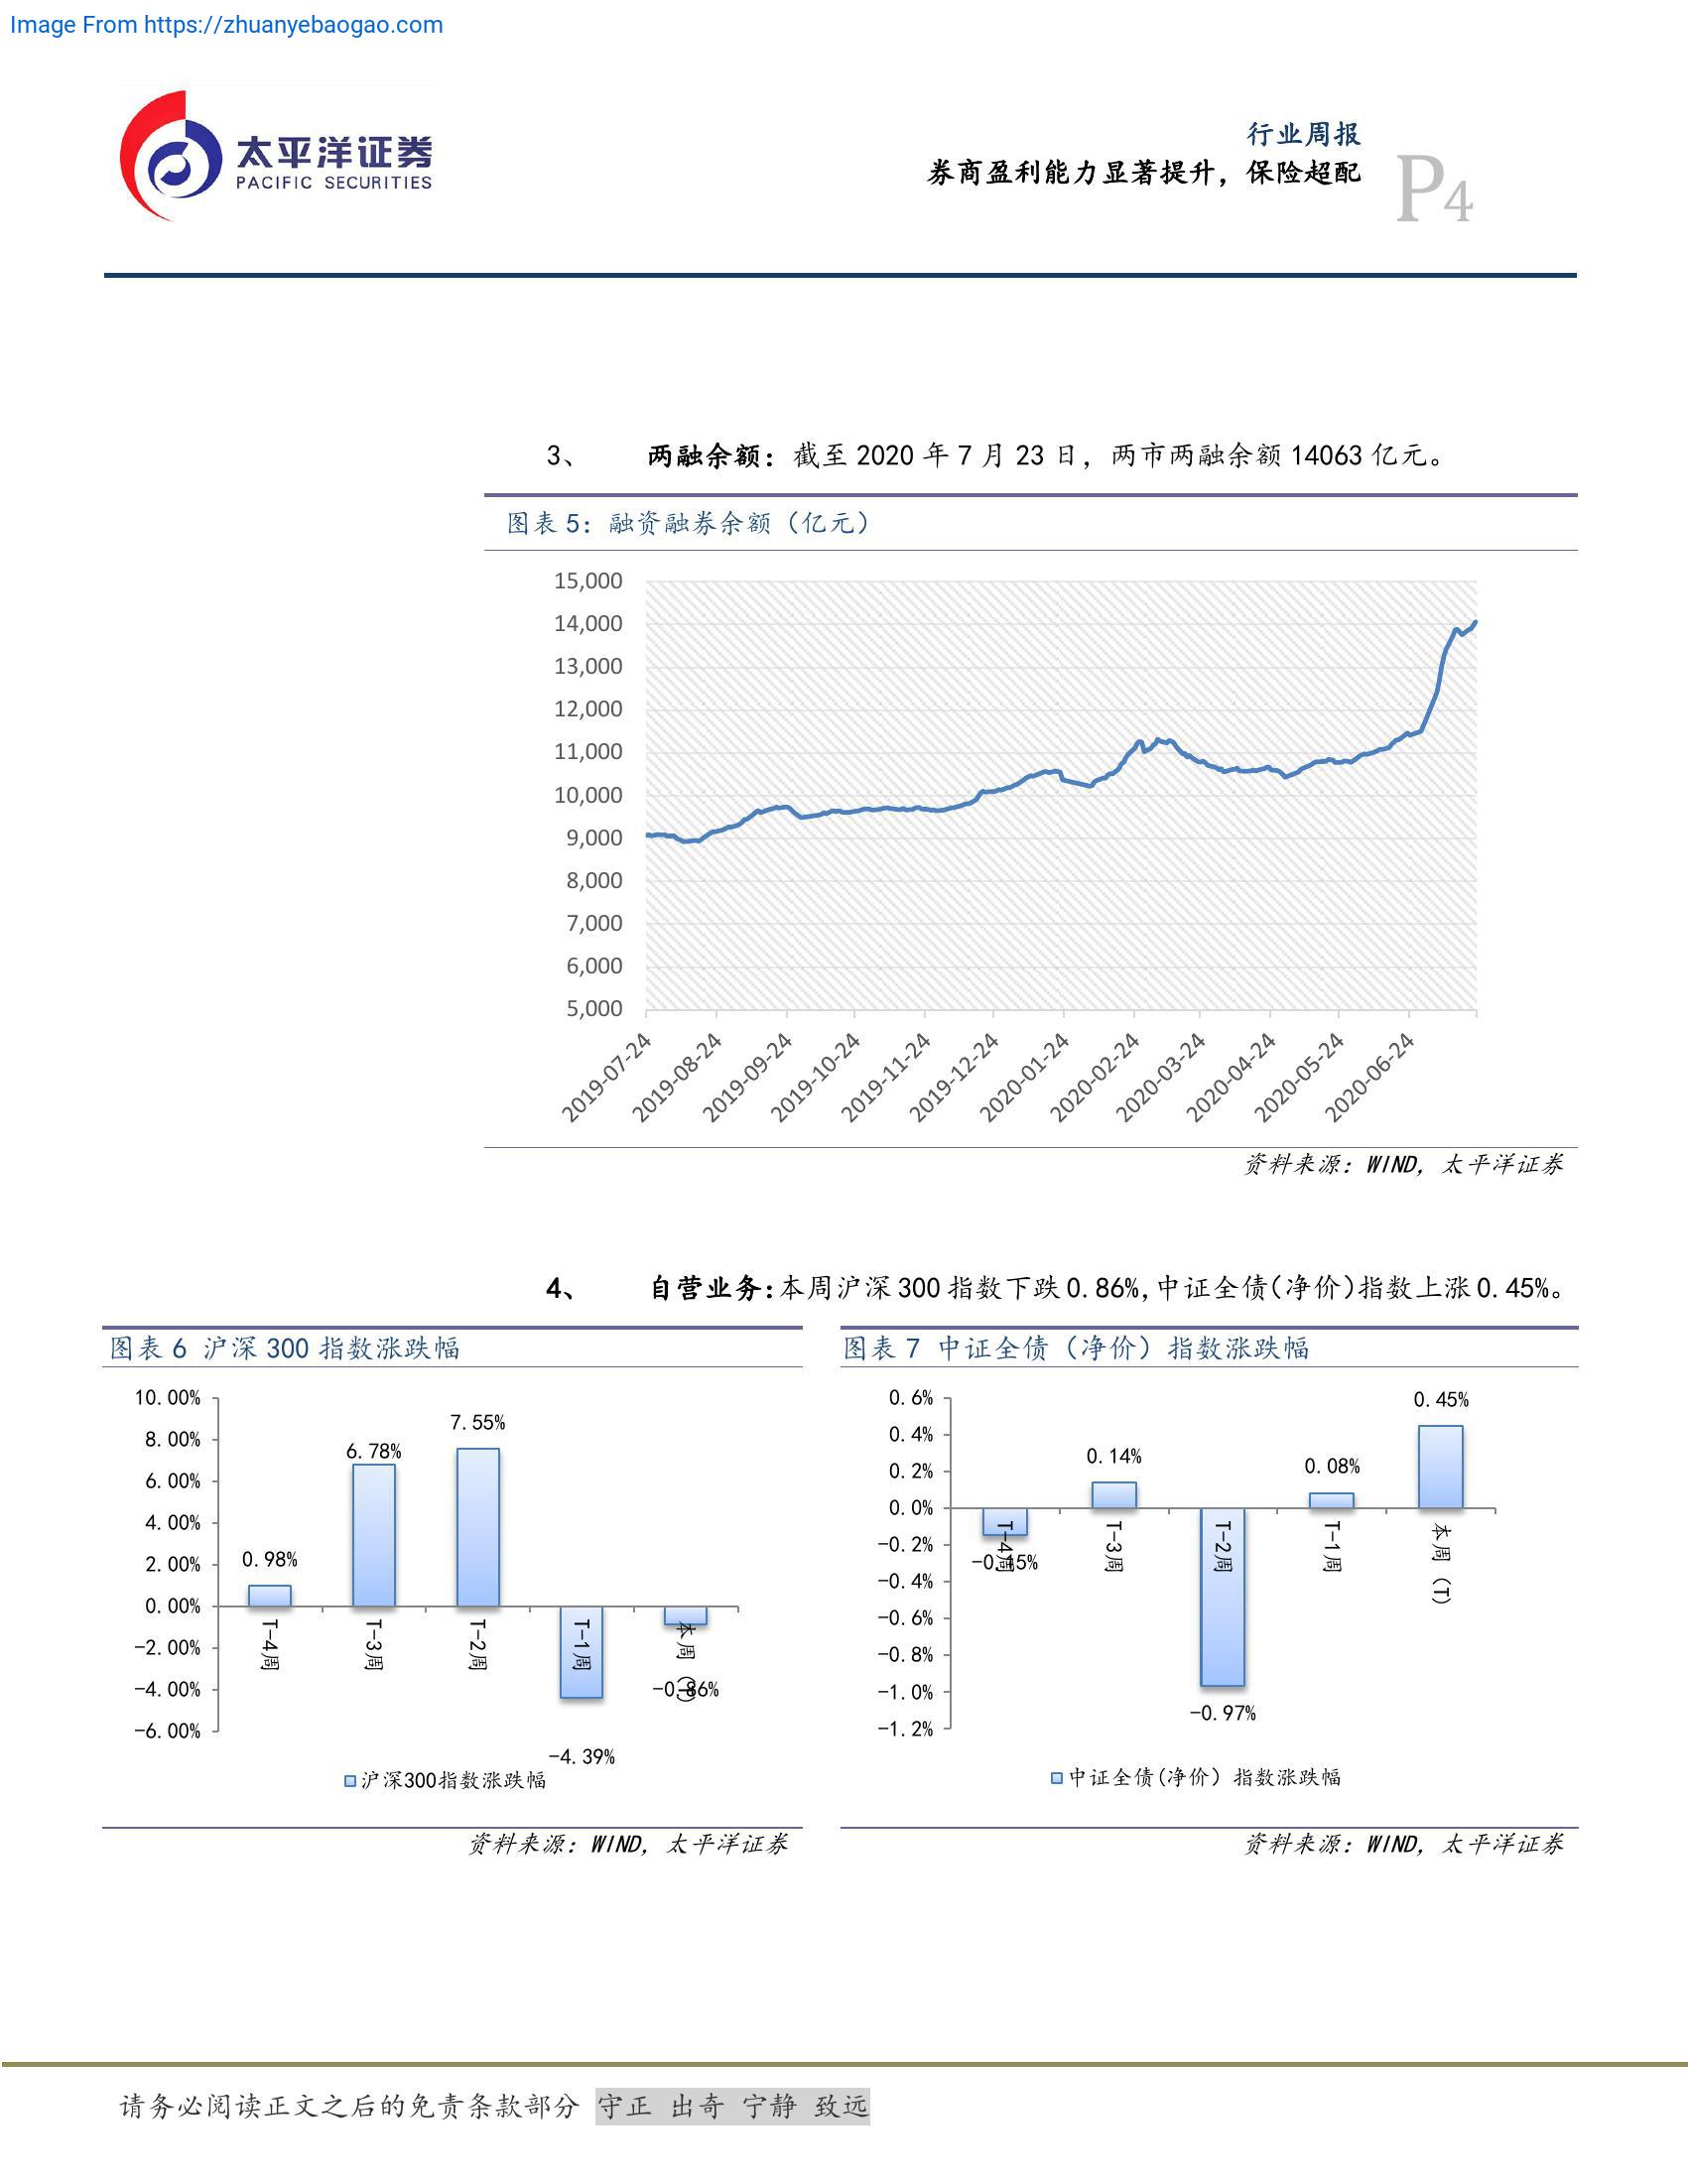 Image From https://zhuanyebaogao.com
太平洋证券
PACIFIC SECURITIES
行业周报
券商盈利能力显著提升，保险超配
P4
3、 两融余额：截至 2020 年 7 月 23 日，两市两融余额 14063 亿元。
图表 5：融资融券余额（亿元）
15,000
14,000
13,000
12,000
11,000
10,000
9,000
8,000
7,000
6,000
5,000
2019-07-24
2019-08-24
2019-09-24
2019-10-24
2019-11-24
2019-12-24
2020-01-24
2020-02-24
2020-03-24
2020-04-24
2020-05-24
2020-06-24
资料来源：WIND，太平洋证券
4、 自营业务：本周沪深 300 指数下跌 0.86%，中证全债(净价)指数上涨 0.45%。
图表 6 沪深 300 指数涨跌幅
10.00%
8.00%
6.00%
4.00%
2.00%
0.00%
-2.00%
-4.00%
-6.00%
0.98%
6.78%
7.55%
-4.39%
-0.86%
T-4周
T-3周
T-2周
T-1周
本周（T）
沪深300指数涨跌幅
资料来源：WIND，太平洋证券
图表 7 中证全债（净价）指数涨跌幅
0.6%
0.4%
0.2%
0.0%
-0.2%
-0.4%
-0.6%
-0.8%
-1.0%
-1.2%
-0.15%
0.14%
-0.97%
0.08%
0.45%
T-4周
T-3周
T-2周
T-1周
本周（T）
中证全债(净价）指数涨跌幅
资料来源：WIND，太平洋证券
请务必阅读正文之后的免责条款部分 守正 出奇 宁静 致远